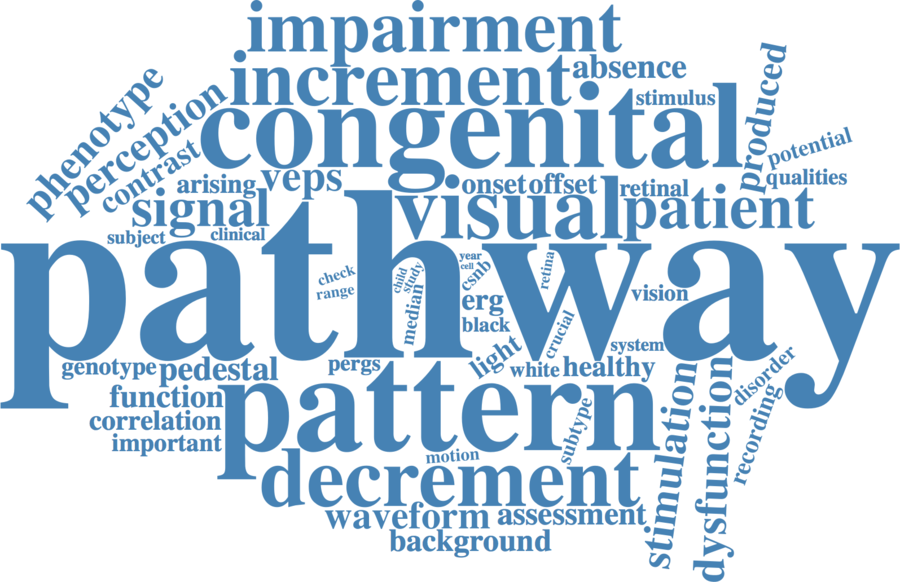 impairment
increment
absence
stimulus
produced
phenotype
perception
contrast
congenital
potential
qualities
arising
veps
onset
offset
retinal
signal
visual
patient
subject
clinical
pathway
check
range
child
study
median
year
cell
csnb
erg
black
retina
crucial
vision
system
light
white
healthy
genotype
pedestal
pergs
function
correlation
important
pattern
subtype
motion
stimulation
dysfunction
disorder
recording
decrement
waveform
assessment
background